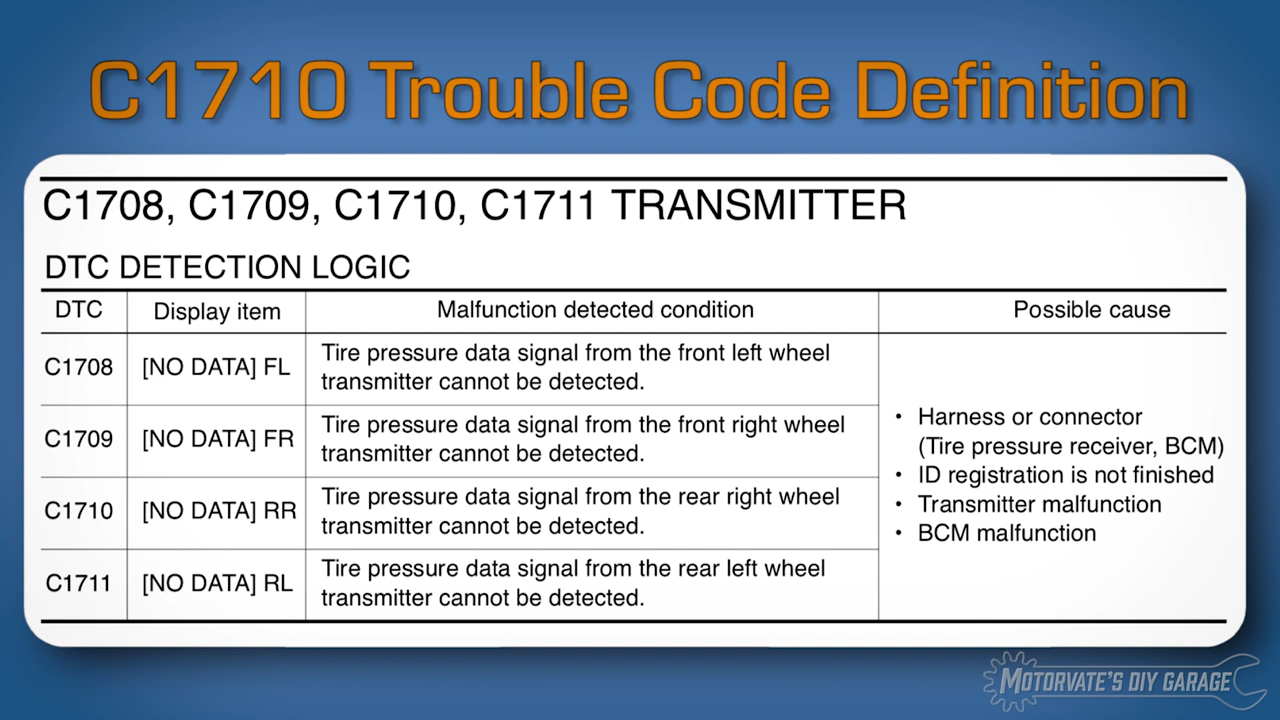 C1710 Trouble Code Definition
C1708, C1709, C1710, C1711 TRANSMITTER
DTC DETECTION LOGIC
DTC Display item Malfunction detected condition Possible cause
C1708 [NO DATA] FL Tire pressure data signal from the front left wheel
transmitter cannot be detected.
C1709 [NO DATA] FR Tire pressure data signal from the front right wheel
transmitter cannot be detected.
C1710 [NO DATA] RR Tire pressure data signal from the rear right wheel
transmitter cannot be detected.
C1711 [NO DATA] RL Tire pressure data signal from the rear left wheel
transmitter cannot be detected.
• Harness or connector
(Tire pressure receiver, BCM)
• ID registration is not finished
• Transmitter malfunction
• BCM malfunction
MOTORVATE'S DIY GARAGE